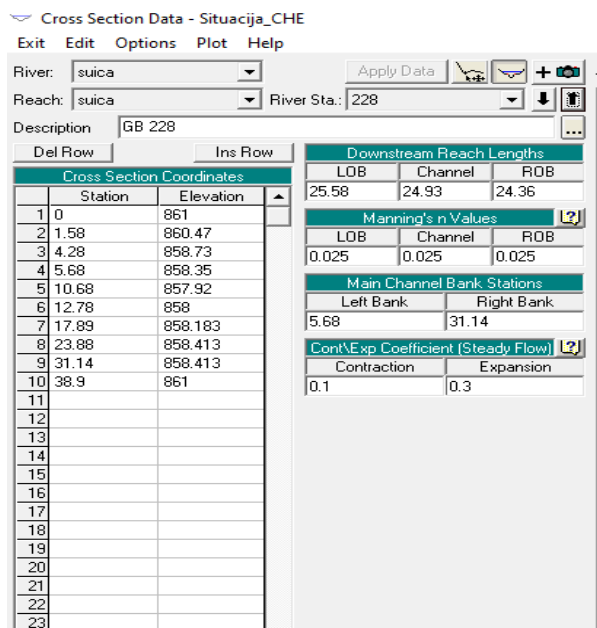 Cross Section Data - Situacija_CHE
Exit Edit Options Plot Help
River: suica Apply Data
Reach: suica River Sta.: 228
Description GB 228 ...
Del Row Ins Row
Cross Section Coordinates
Station Elevation
1 0 861
2 1.58 860.47
3 4.28 858.73
4 5.68 858.35
5 10.68 857.92
6 12.78 858
7 17.89 858.183
8 23.88 858.413
9 31.14 858.413
10 38.9 861
11
12
13
14
15
16
17
18
19
20
21
22
23
Downstream Reach Lengths
LOB Channel ROB
25.58 24.93 24.36
Manning's n Values
LOB Channel ROB
0.025 0.025 0.025
Main Channel Bank Stations
Left Bank Right Bank
5.68 31.14
Cont\Exp Coefficient (Steady Flow)
Contraction Expansion
0.1 0.3